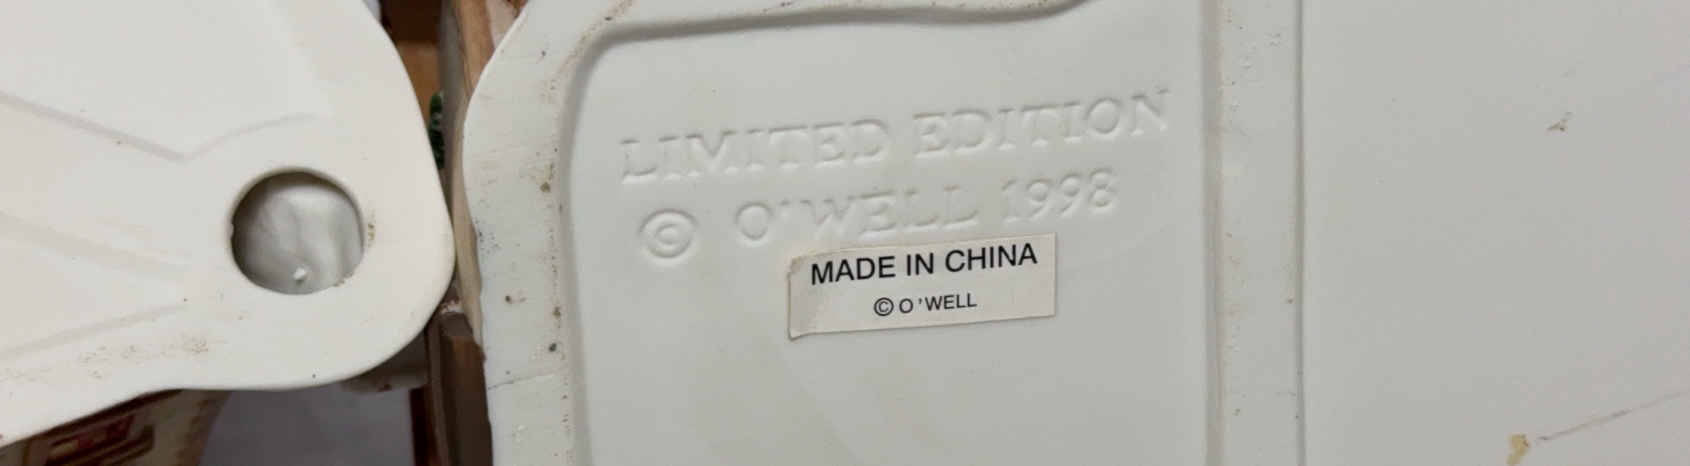 LIMITED EDITION
© O'WELL 1998
MADE IN CHINA
© O'WELL